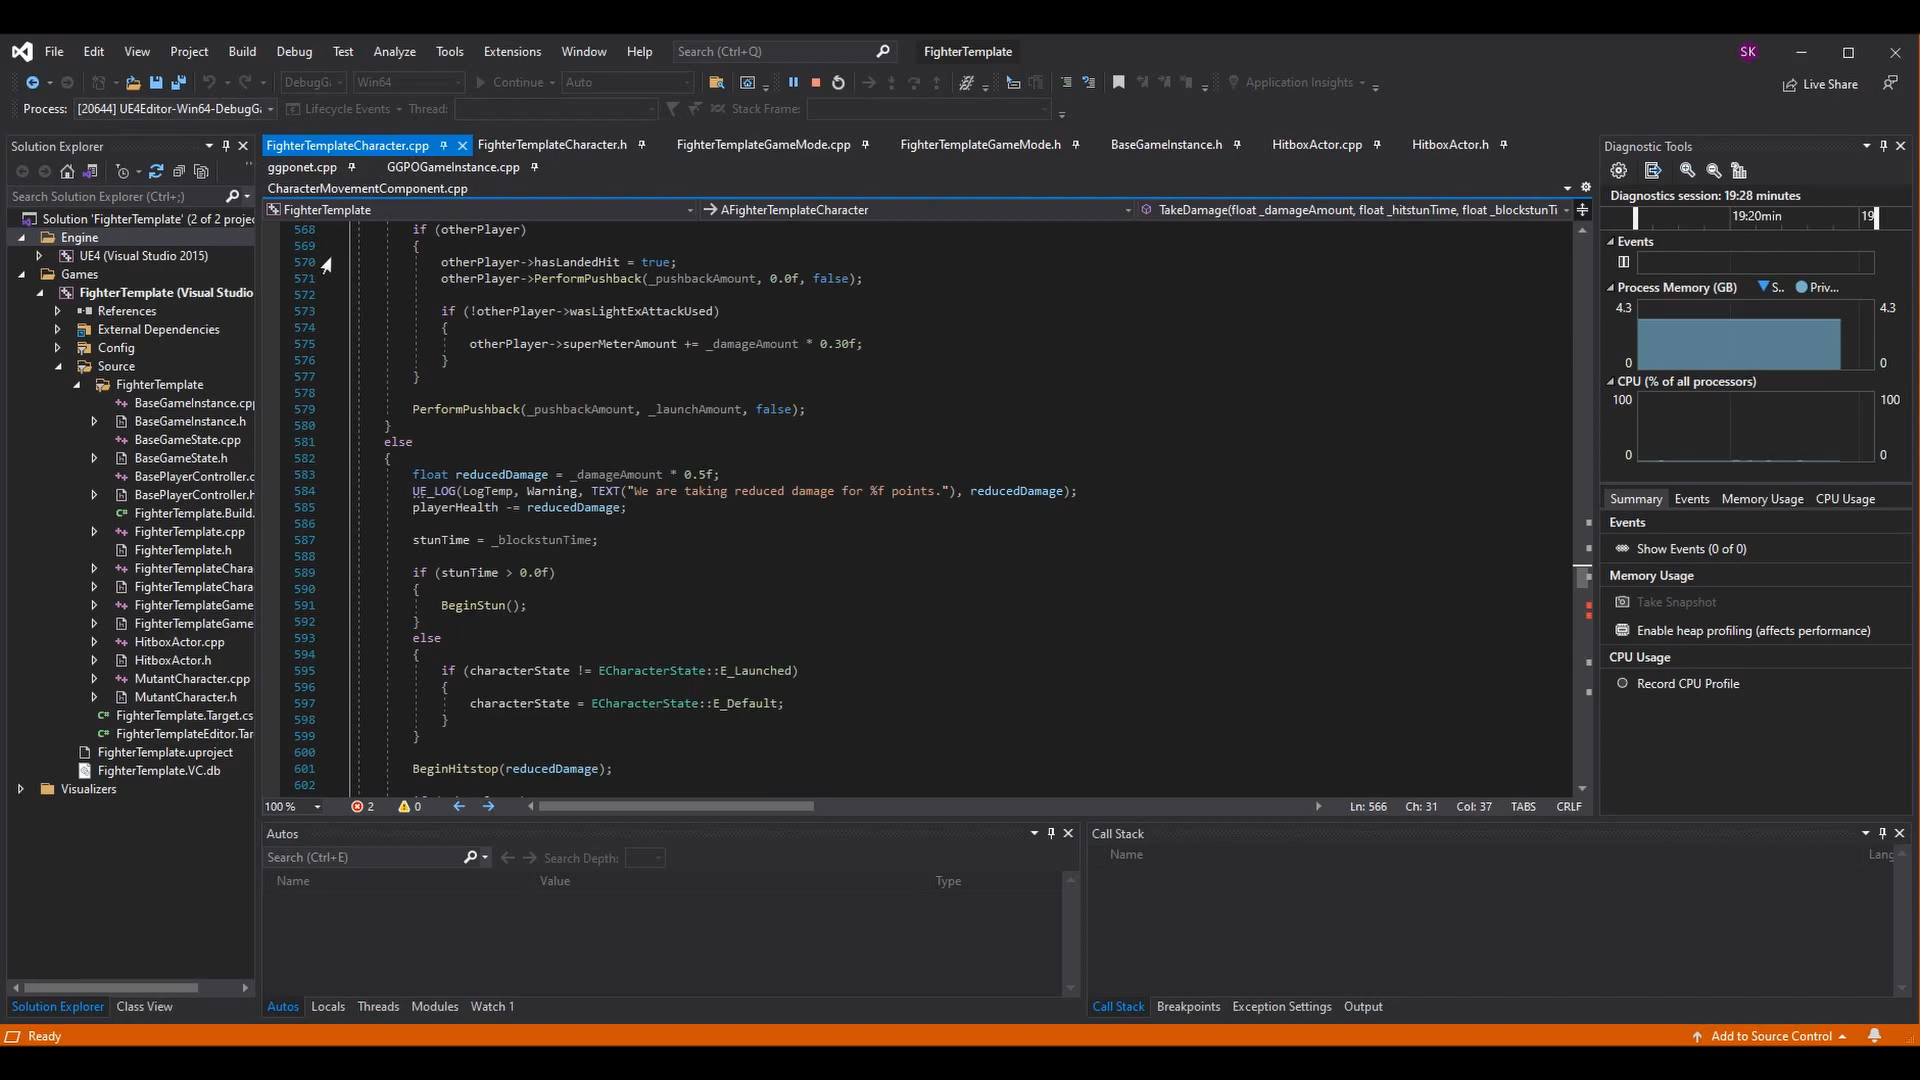 File Edit View Project Build Debug Test Analyze Tools Extensions Window Help Search (Ctrl+Q) FighterTemplate SK
DebugG Win64 Continue Auto Application Insights Live Share
Process: [20644] UE4Editor-Win64-DebugGa Lifecycle Events Thread: Stack Frame:
Solution Explorer
Search Solution Explorer (Ctrl+;)
Solution 'FighterTemplate' (2 of 2 projec
Engine
UE4 (Visual Studio 2015)
Games
FighterTemplate (Visual Studio
References
External Dependencies
Config
Source
FighterTemplate
BaseGameInstance.cpp
BaseGameInstance.h
BaseGameState.cpp
BaseGameState.h
BasePlayerController.c
BasePlayerController.h
FighterTemplate.Build.
FighterTemplate.cpp
FighterTemplate.h
FighterTemplateChara
FighterTemplateChara
FighterTemplateGame
FighterTemplateGame
HitboxActor.cpp
HitboxActor.h
MutantCharacter.cpp
MutantCharacter.h
FighterTemplate.Target.cs
FighterTemplateEditor.Tar
FighterTemplate.uproject
FighterTemplate.VC.db
Visualizers
Solution Explorer Class View
FighterTemplateCharacter.cpp FighterTemplateCharacter.h FighterTemplateGameMode.cpp FighterTemplateGameMode.h BaseGameInstance.h HitboxActor.cpp HitboxActor.h
ggponet.cpp GGPOGameInstance.cpp
CharacterMovementComponent.cpp
FighterTemplate AFighterTemplateCharacter TakeDamage(float _damageAmount, float _hitstunTime, float _blockstunTi
568 if (otherPlayer)
569 {
570 otherPlayer->hasLandedHit = true;
571 otherPlayer->PerformPushback(_pushbackAmount, 0.0f, false);
572
573 if (!otherPlayer->wasLightExAttackUsed)
574 {
575 otherPlayer->superMeterAmount += _damageAmount * 0.30f;
576 }
577 }
578
579 PerformPushback(_pushbackAmount, _launchAmount, false);
580 }
581 else
582 {
583 float reducedDamage = _damageAmount * 0.5f;
584 UE_LOG(LogTemp, Warning, TEXT("We are taking reduced damage for %f points."), reducedDamage);
585 playerHealth -= reducedDamage;
586
587 stunTime = _blockstunTime;
588
589 if (stunTime > 0.0f)
590 {
591 BeginStun();
592 }
593 else
594 {
595 if (characterState != ECharacterState::E_Launched)
596 {
597 characterState = ECharacterState::E_Default;
598 }
599 }
600
601 BeginHitstop(reducedDamage);
602
100 % 2 0 Ln: 566 Ch: 31 Col: 37 TABS CRLF
Autos
Search (Ctrl+E) Search Depth:
Name Value Type
Autos Locals Threads Modules Watch 1
Call Stack
Name Lang
Call Stack Breakpoints Exception Settings Output
Diagnostic Tools
Diagnostics session: 19:28 minutes
19:20min 19
Events
Process Memory (GB) S.. Priv...
4.3 4.3
0 0
CPU (% of all processors)
100 100
0 0
Summary Events Memory Usage CPU Usage
Events
Show Events (0 of 0)
Memory Usage
Take Snapshot
Enable heap profiling (affects performance)
CPU Usage
Record CPU Profile
Ready Add to Source Control